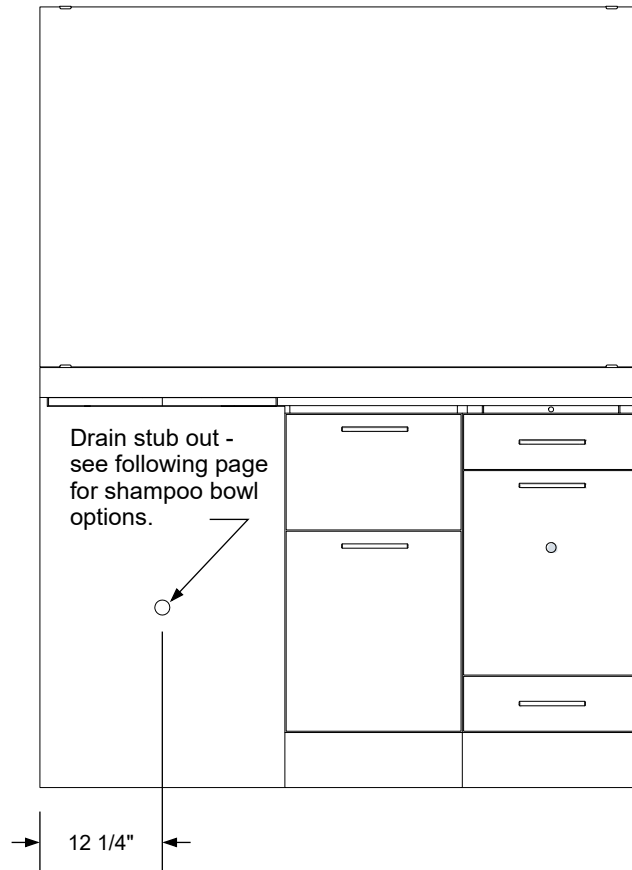 Drain stub out -
see following page
for shampoo bowl
options.
12 1/4"